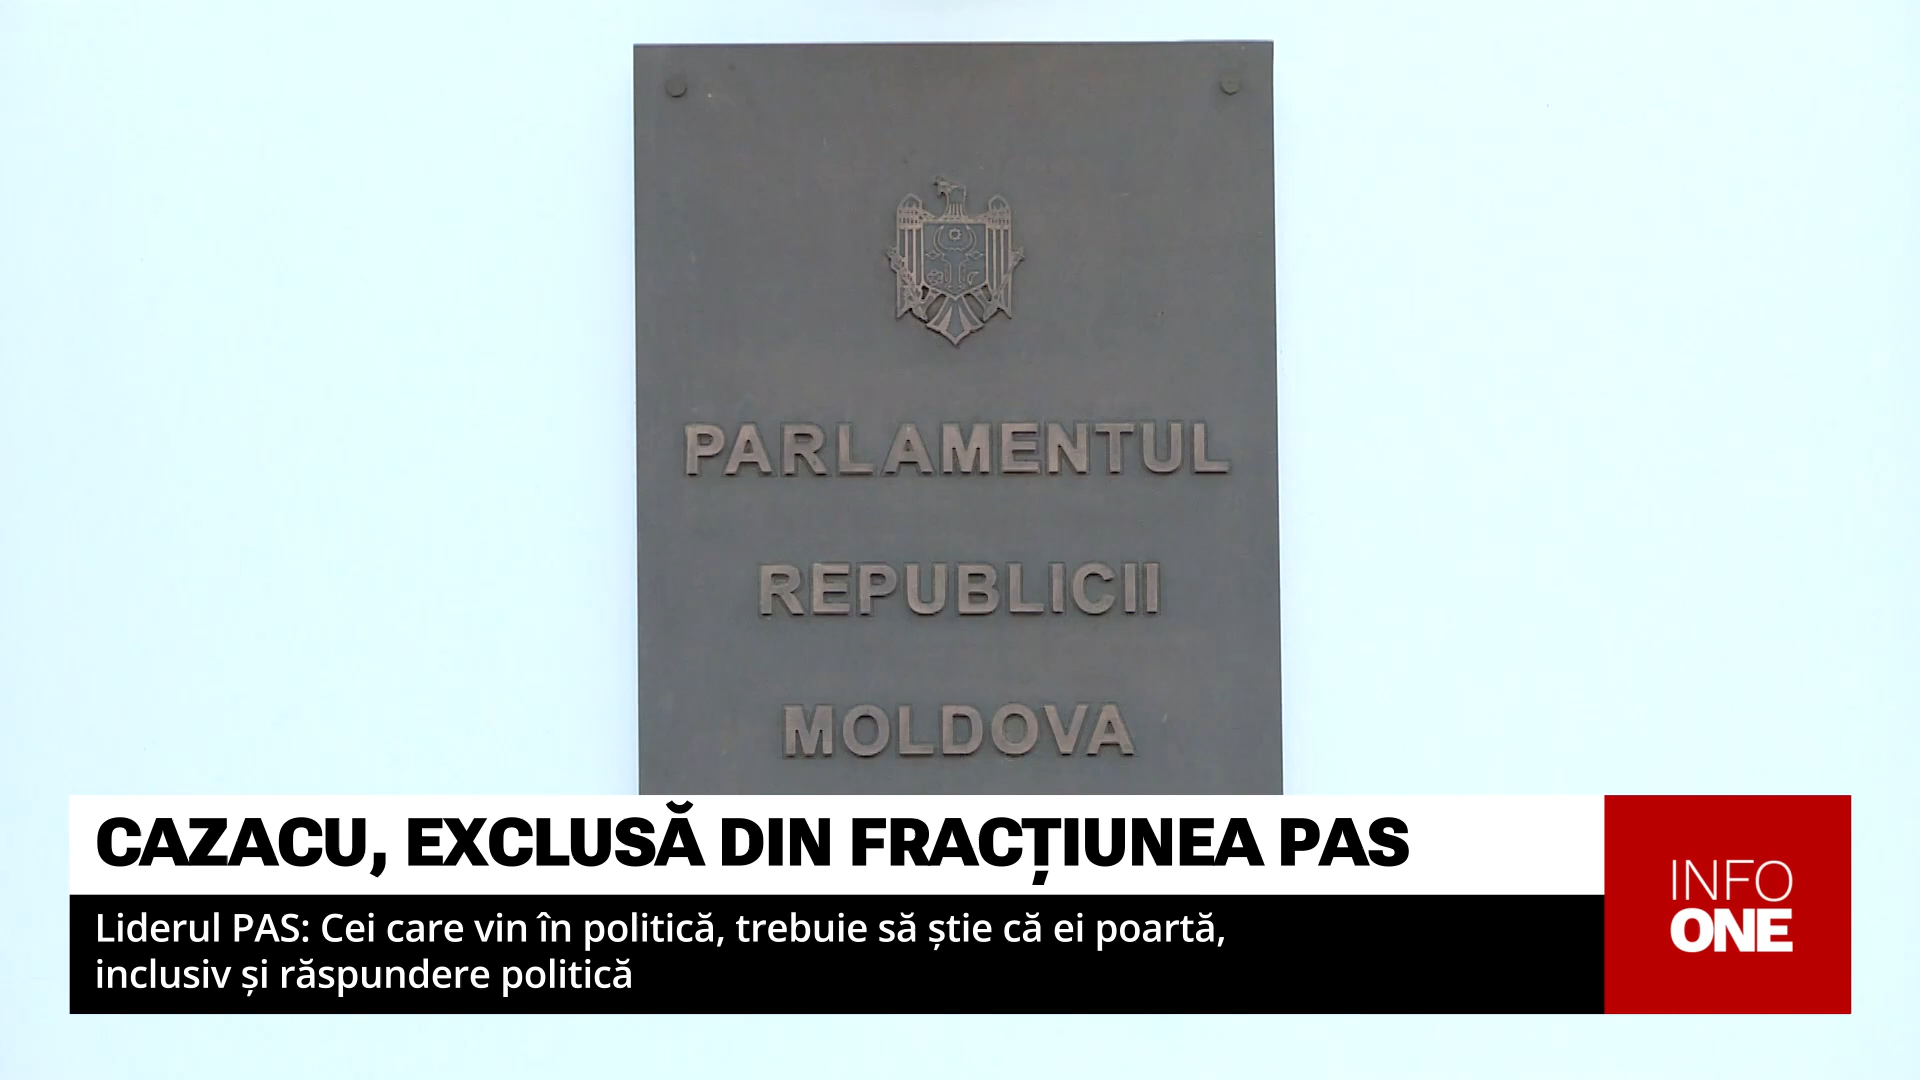 PARLAMENTUL
REPUBLICII
MOLDOVA
CAZACU, EXCLUSĂ DIN FRACȚIUNEA PAS
Liderul PAS: Cei care vin în politică, trebuie să știe că ei poartă,
inclusiv și răspundere politică
INFO
ONE